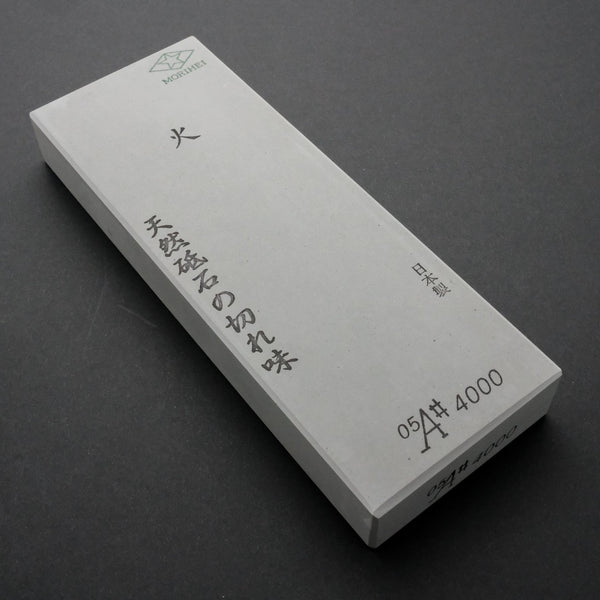 MORIHEI
火
天然砥石の切れ味
日本製
05A# 4000
05A# 4000